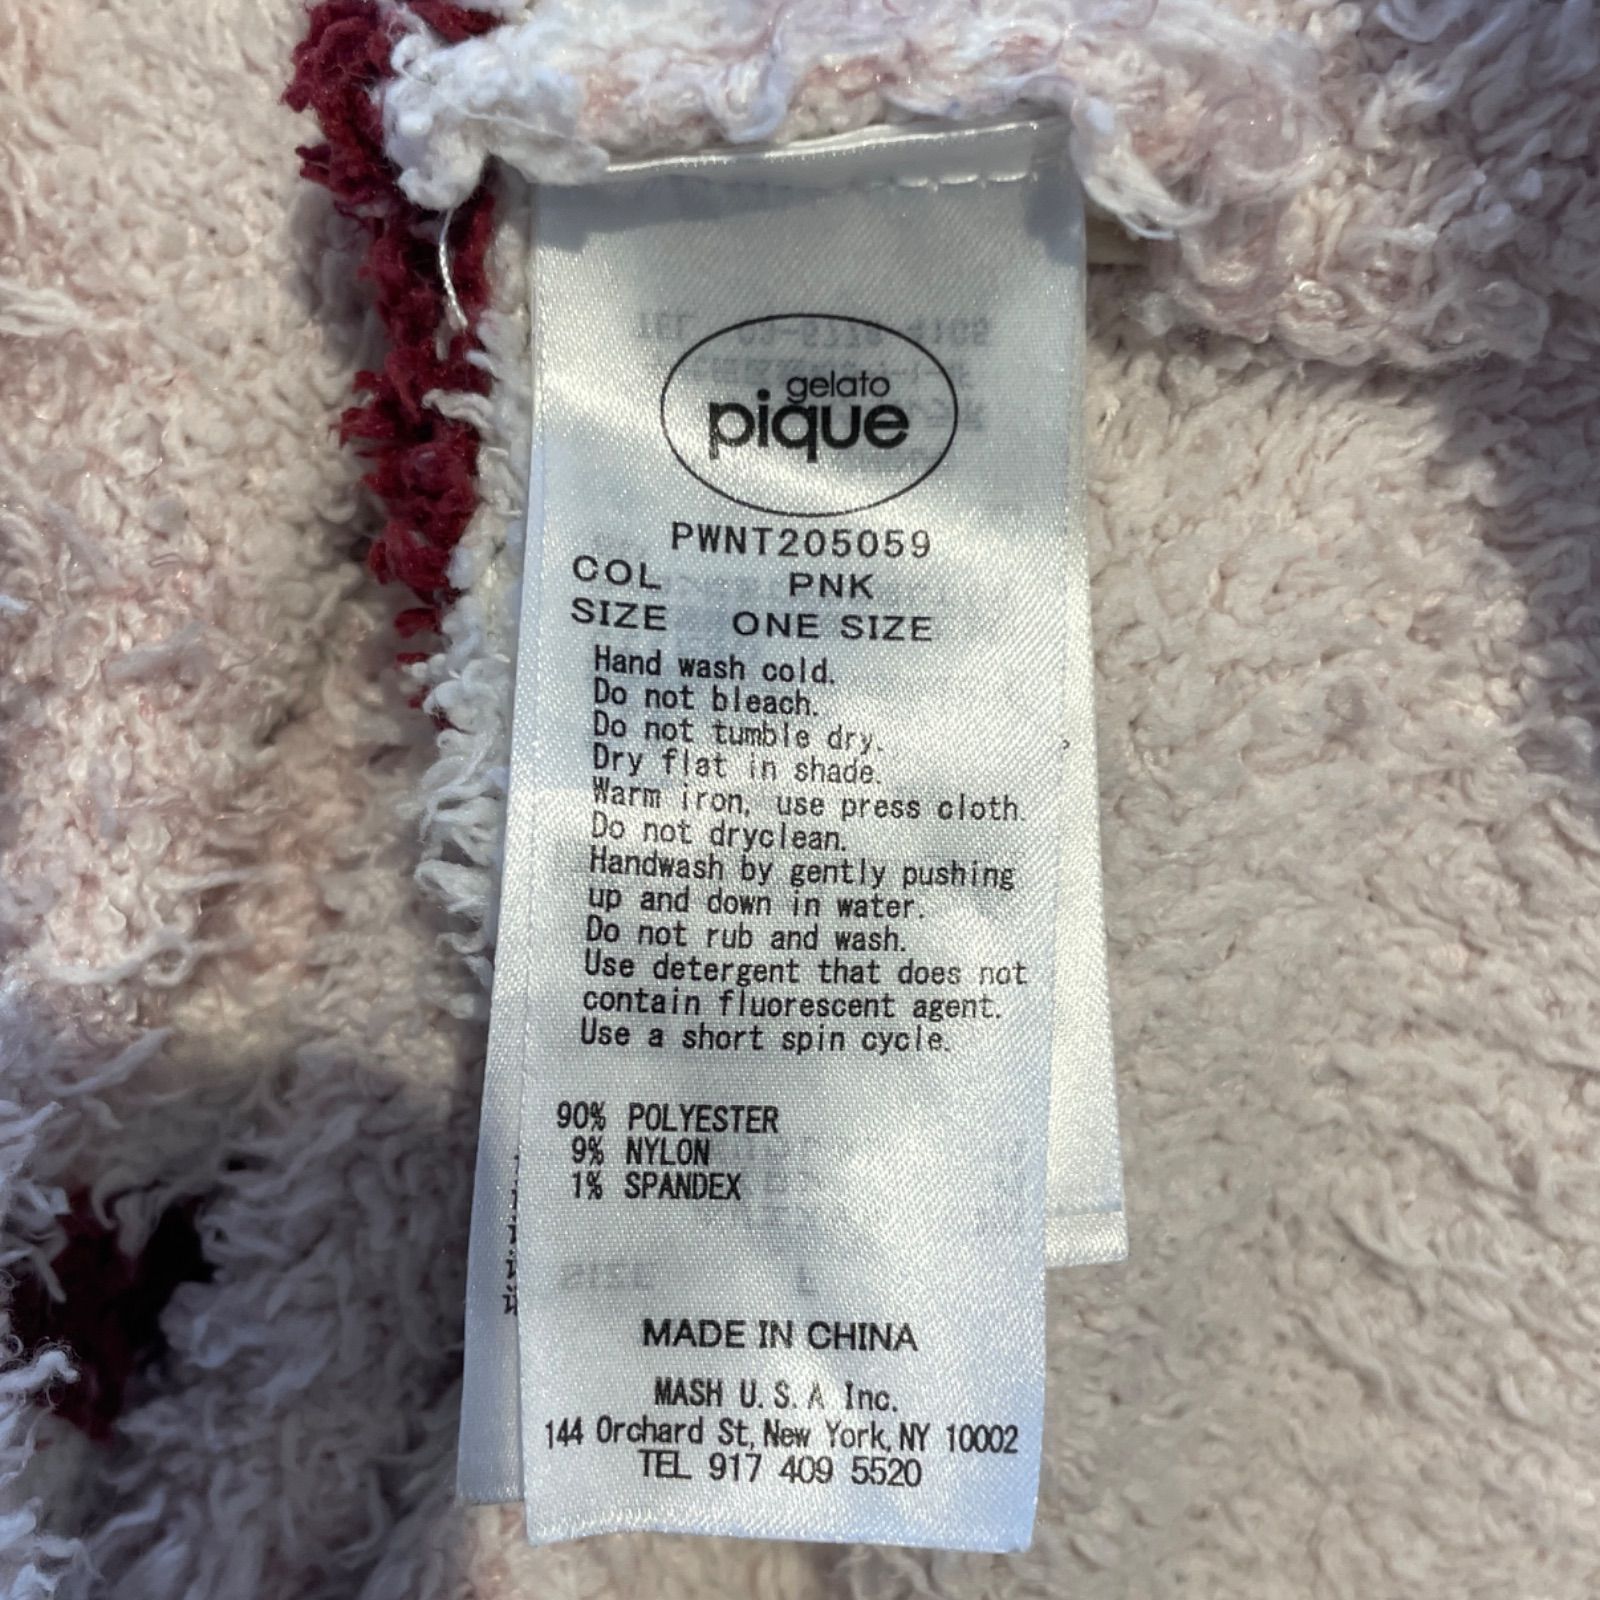 gelato
pique
PWNT205059
COL PNK
SIZE ONE SIZE
Hand wash cold.
Do not bleach.
Do not tumble dry.
Dry flat in shade.
Warm iron, use press cloth.
Do not dryclean.
Handwash by gently pushing
up and down in water.
Do not rub and wash.
Use detergent that does not
contain fluorescent agent.
Use a short spin cycle.
90% POLYESTER
9% NYLON
1% SPANDEX
MADE IN CHINA
MASH U.S.A Inc.
144 Orchard St, New York, NY 10002
TEL 917 409 5520